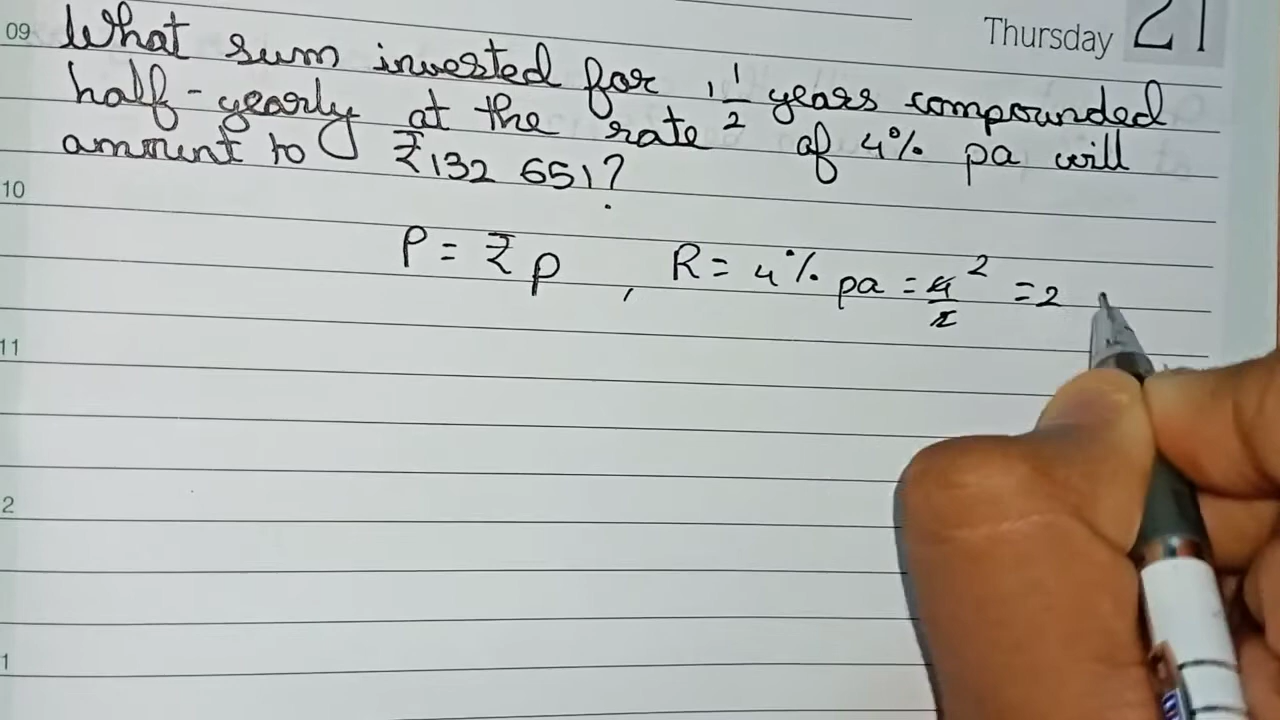 Thursday 21
09
What sum invested for 1 1/2 years compounded
half-yearly at the rate of 4% pa will
amount to ₹132 651?
10
P = ₹ p , R = 4% pa = 4/2 2 = 2
11
2
1